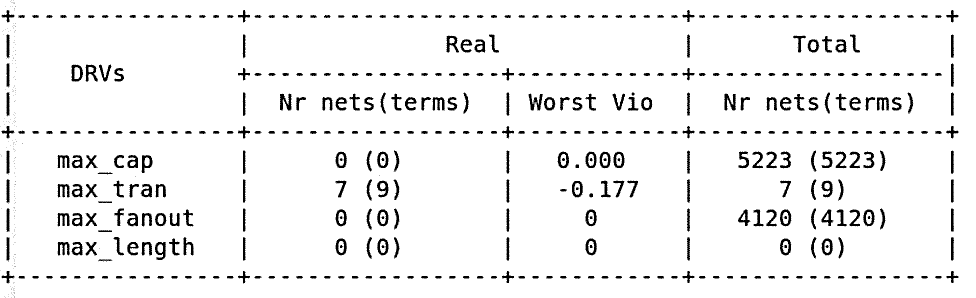 Real Total
DRVs
Nr nets(terms) Worst Vio Nr nets(terms)
max_cap 0 (0) 0.000 5223 (5223)
max_tran 7 (9) -0.177 7 (9)
max_fanout 0 (0) 0 4120 (4120)
max_length 0 (0) 0 0 (0)